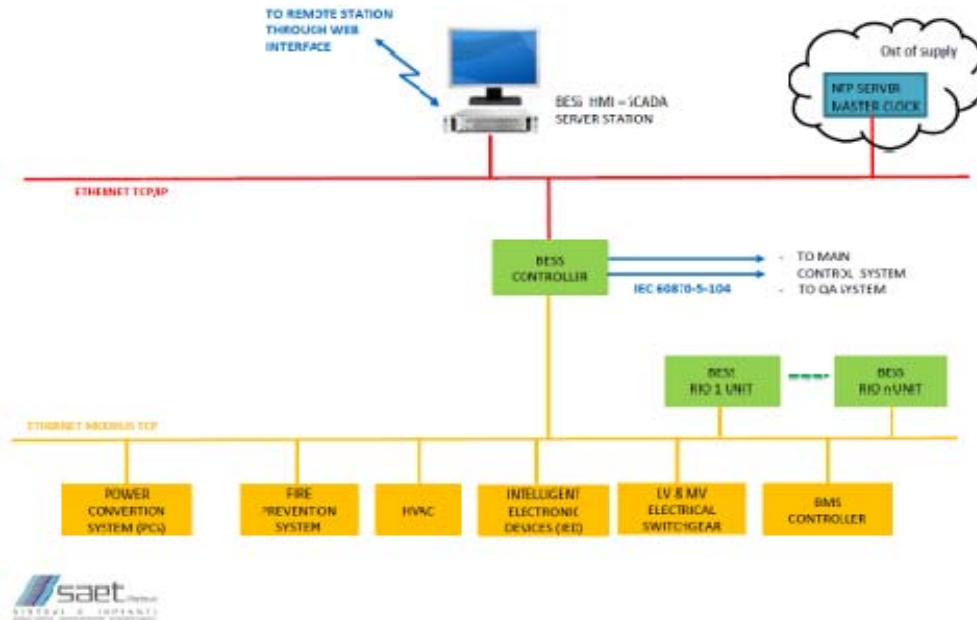 TO REMOTE STATION
THROUGH WEB
INTERFACE
BESS HMI – SCADA
SERVER STATION
Out of supply
NTP SERVER
MASTER CLOCK
ETHERNET TCP/IP
BESS
CONTROLLER
IEC 60870-5-104
- TO MAIN
CONTROL SYSTEM
- TO QA SYSTEM
BESS
RIO 1 UNIT
BESS
RIO n UNIT
ETHERNET MODBUS TCP
POWER
CONVERTION
SYSTEM (PCS)
FIRE
PREVENTION
SYSTEM
HVAC
INTELLIGENT
ELECTRONIC
DEVICES (IED)
LV & MV
ELECTRICAL
SWITCHGEAR
BMS
CONTROLLER
saet
SISTEMI E IMPIANTI